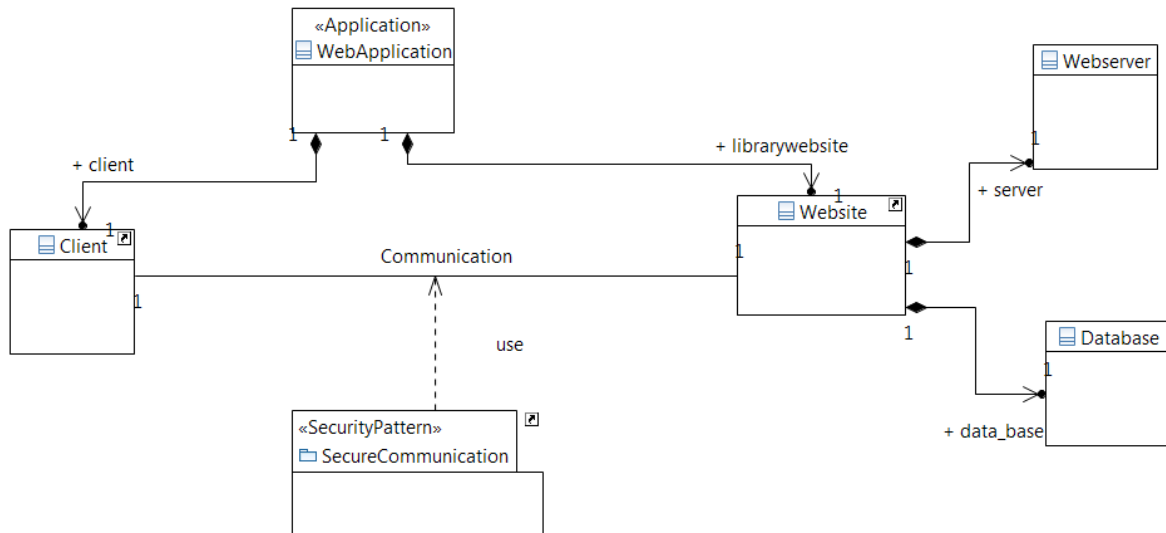 «Application»
WebApplication
Webserver
1
1
1
+ librarywebsite
+ client
+ server
1
1
Website
Client
Communication
1
1
1
1
use
Database
1
1
+ data_base
«SecurityPattern»
SecureCommunication